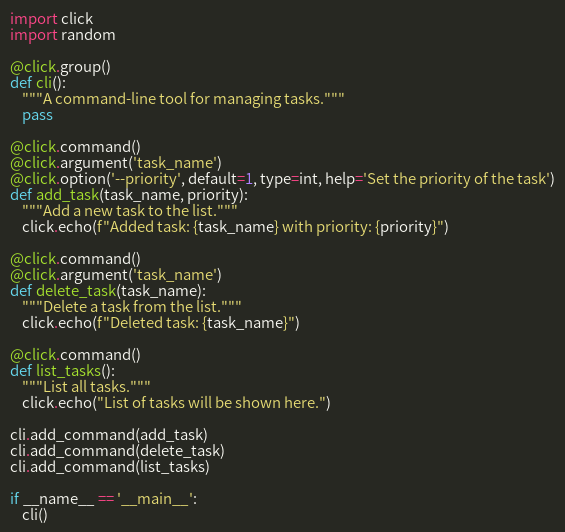 import click
import random

@click.group()
def cli():
    """A command-line tool for managing tasks."""
    pass

@click.command()
@click.argument('task_name')
@click.option('--priority', default=1, type=int, help='Set the priority of the task')
def add_task(task_name, priority):
    """Add a new task to the list."""
    click.echo(f"Added task: {task_name} with priority: {priority}")

@click.command()
@click.argument('task_name')
def delete_task(task_name):
    """Delete a task from the list."""
    click.echo(f"Deleted task: {task_name}")

@click.command()
def list_tasks():
    """List all tasks."""
    click.echo("List of tasks will be shown here.")

cli.add_command(add_task)
cli.add_command(delete_task)
cli.add_command(list_tasks)

if __name__ == '__main__':
    cli()